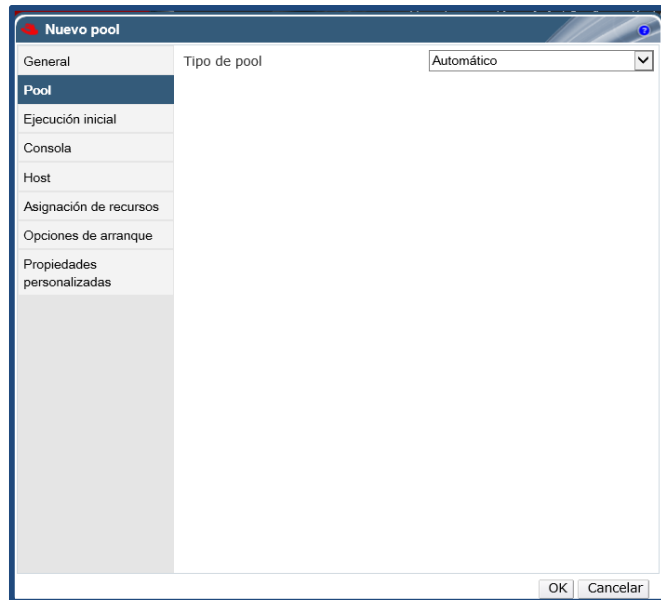 Nuevo pool
General
Tipo de pool
Automático
Pool
Ejecución inicial
Consola
Host
Asignación de recursos
Opciones de arranque
Propiedades
personalizadas
OK
Cancelar